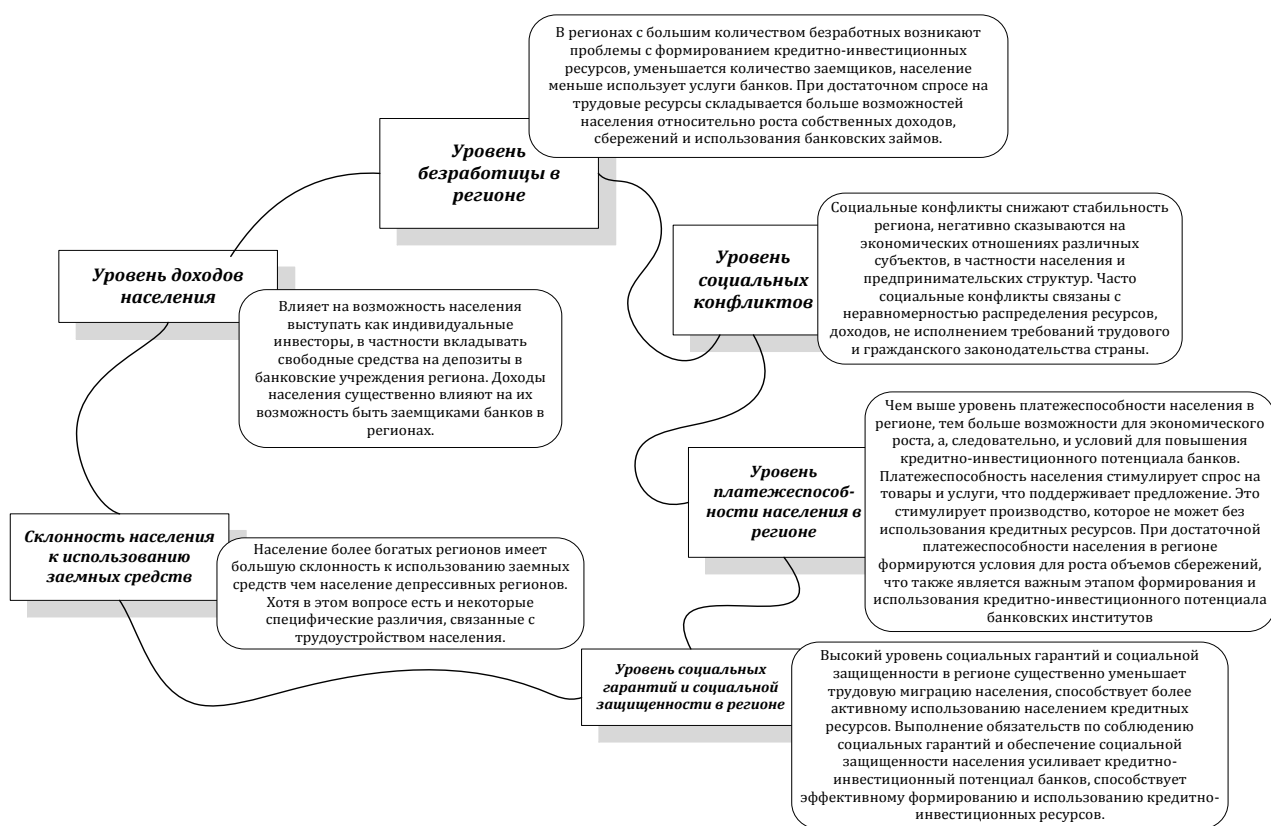 В регионах с большим количеством безработных возникают
проблемы с формированием кредитно-инвестиционных
ресурсов, уменьшается количество заемщиков, население
меньше использует услуги банков. При достаточном спросе на
трудовые ресурсы складывается больше возможностей
населения относительно роста собственных доходов,
сбережений и использования банковских займов.
Уровень
безработицы в
регионе
Социальные конфликты снижают стабильность
региона, негативно сказываются на
экономических отношениях различных
субъектов, в частности населения и
предпринимательских структур. Часто
социальные конфликты связаны с
неравномерностью распределения ресурсов,
доходов, не исполнением требований трудового
и гражданского законодательства страны.
Уровень
социальных
конфликтов
Уровень доходов
населения
Влияет на возможность населения
выступать как индивидуальные
инвесторы, в частности вкладывать
свободные средства на депозиты в
банковские учреждения региона. Доходы
населения существенно влияют на их
возможность быть заемщиками банков в
регионах.
Чем выше уровень платежеспособности населения в
регионе, тем больше возможности для экономического
роста, а, следовательно, и условий для повышения
кредитно-инвестиционного потенциала банков.
Платежеспособность населения стимулирует спрос на
товары и услуги, что поддерживает предложение. Это
стимулирует производство, которое не может без
использования кредитных ресурсов. При достаточной
платежеспособности населения в регионе
формируются условия для роста объемов сбережений,
что также является важным этапом формирования и
использования кредитно-инвестиционного потенциала
банковских институтов
Уровень
платежеспособ-
ности населения в
регионе
Склонность населения
к использованию
заемных средств
Население более богатых регионов имеет
большую склонность к использованию заемных
средств чем население депрессивных регионов.
Хотя в этом вопросе есть и некоторые
специфические различия, связанные с
трудоустройством населения.
Уровень социальных
гарантий и социальной
защищенности в регионе
Высокий уровень социальных гарантий и социальной
защищенности в регионе существенно уменьшает
трудовую миграцию населения, способствует более
активному использованию населением кредитных
ресурсов. Выполнение обязательств по соблюдению
социальных гарантий и обеспечение социальной
защищенности населения усиливает кредитно-
инвестиционный потенциал банков, способствует
эффективному формированию и использованию кредитно-
инвестиционных ресурсов.